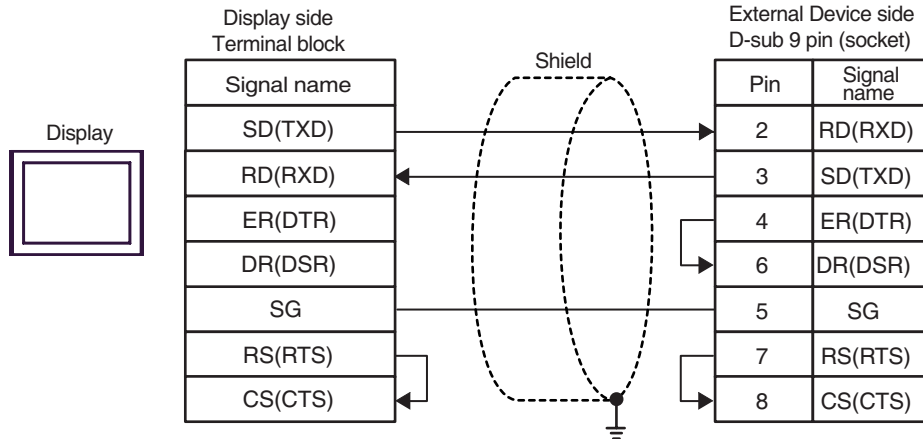 Display side
Terminal block
External Device side
D-sub 9 pin (socket)
Shield
Display
Signal name
Pin
Signal
name
SD(TXD)
2
RD(RXD)
RD(RXD)
3
SD(TXD)
ER(DTR)
4
ER(DTR)
DR(DSR)
6
DR(DSR)
SG
5
SG
RS(RTS)
7
RS(RTS)
CS(CTS)
8
CS(CTS)